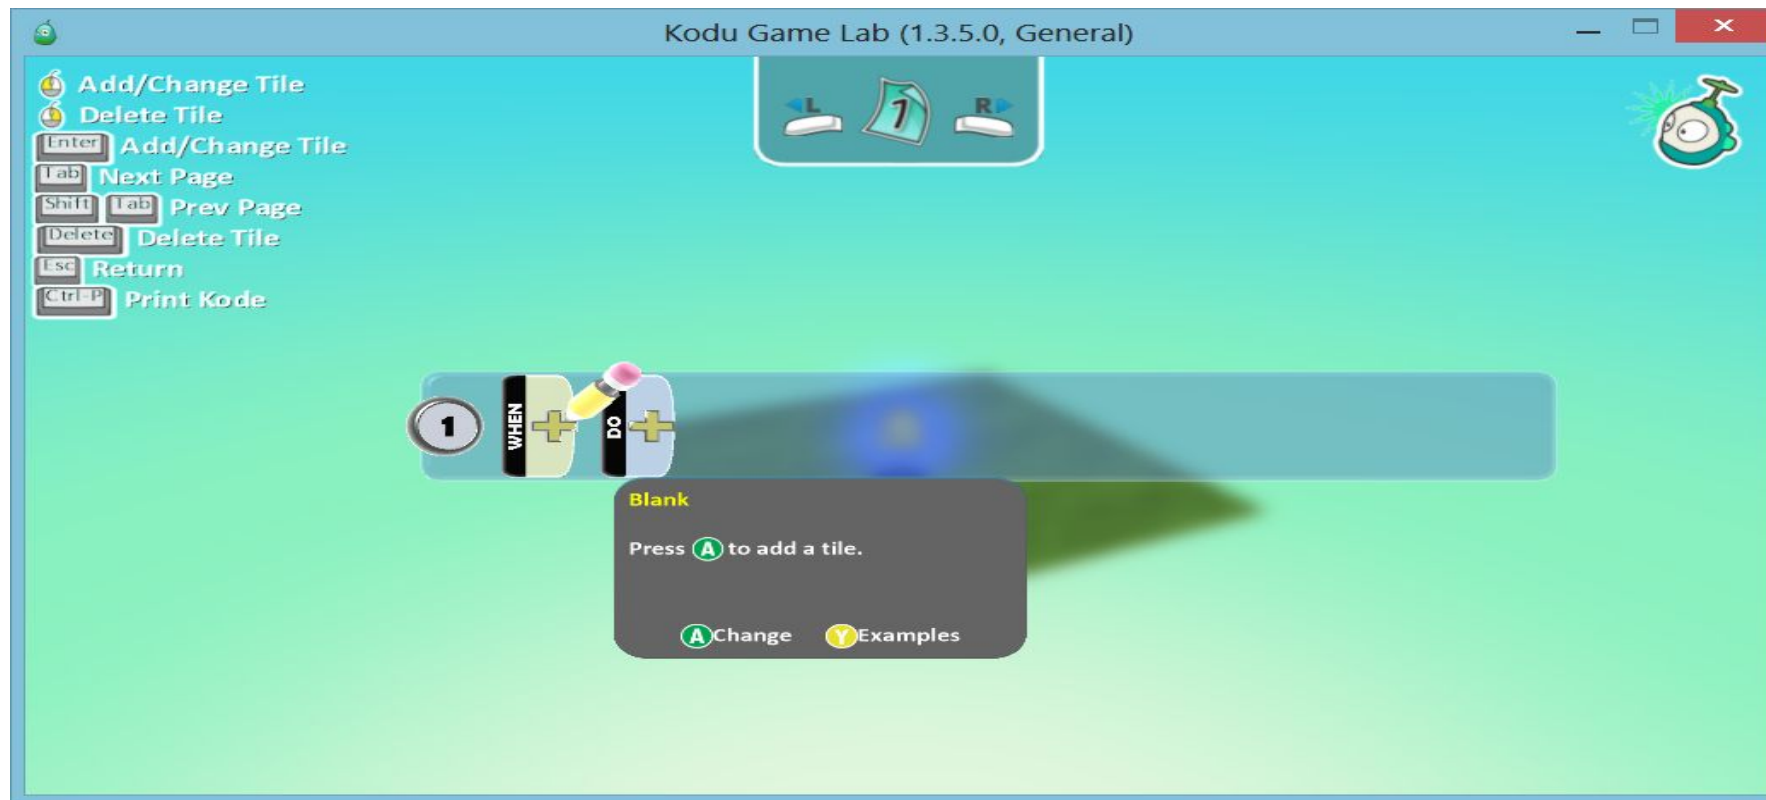 Kodu Game Lab (1.3.5.0, General)
Add/Change Tile
Delete Tile
Enter Add/Change Tile
Tab Next Page
Shift Tab Prev Page
Delete Delete Tile
Esc Return
Ctrl-P Print Kode
L 1 R
1 WHEN + DO +
Blank
Press A to add a tile.
A Change Y Examples